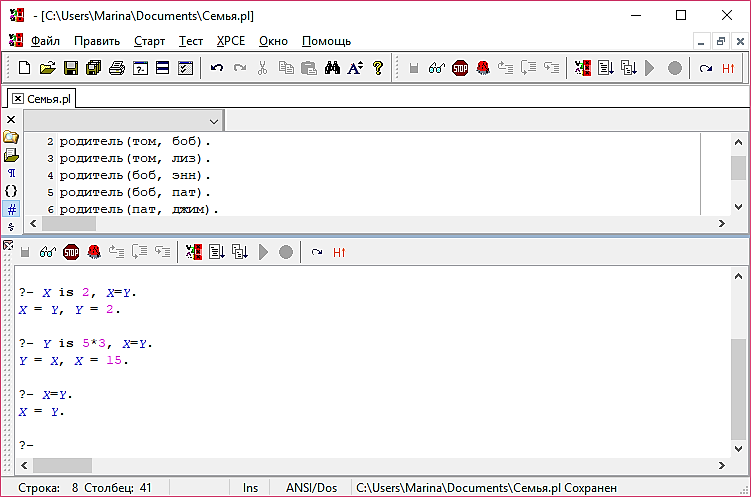 - [C:\Users\Marina\Documents\Семья.pl]
Файл Править Старт Тест XPCE Окно Помощь
Семья.pl
2 родитель(том, боб).
3 родитель(том, лиз).
4 родитель(боб, энн).
5 родитель(боб, пат).
6 родитель(пат, джим).
?- X is 2, X=Y.
X = Y, Y = 2.
?- Y is 5*3, X=Y.
Y = X, X = 15.
?- X=Y.
X = Y.
?-
Строка: 8 Столбец: 41 Ins ANSI/Dos C:\Users\Marina\Documents\Семья.pl Сохранен